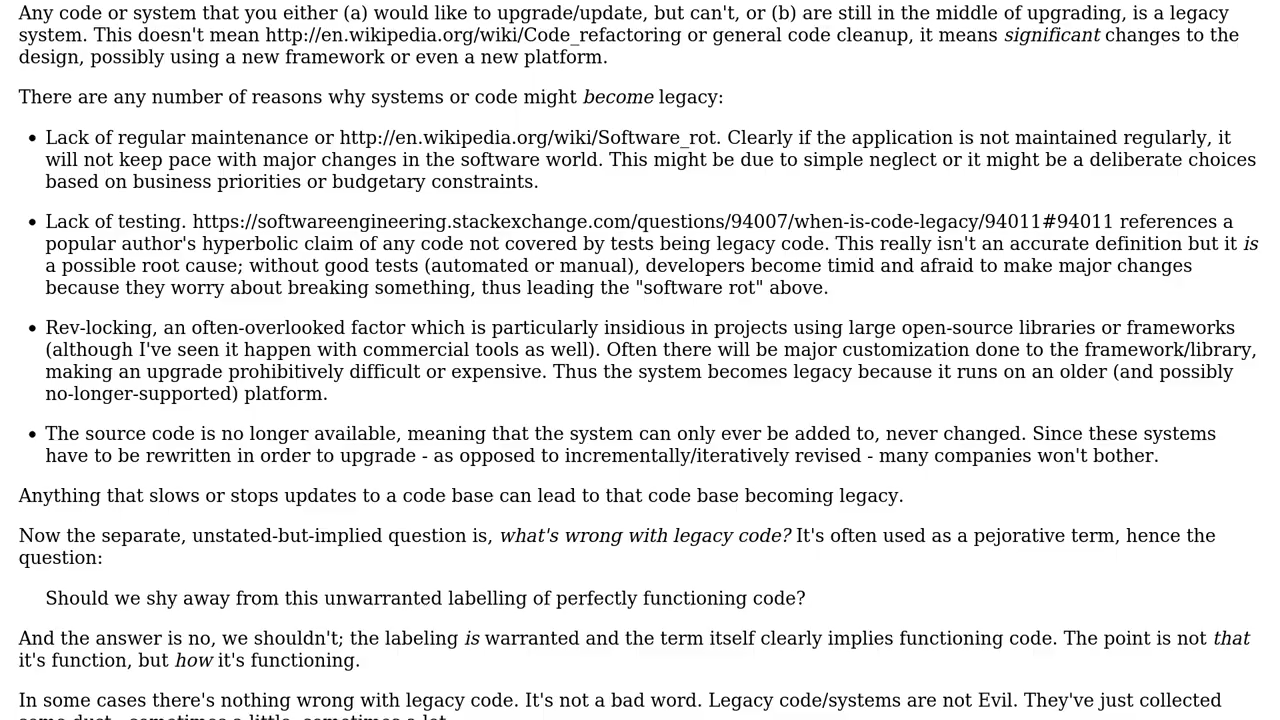 Any code or system that you either (a) would like to upgrade/update, but can't, or (b) are still in the middle of upgrading, is a legacy
system. This doesn't mean http://en.wikipedia.org/wiki/Code_refactoring or general code cleanup, it means significant changes to the
design, possibly using a new framework or even a new platform.
There are any number of reasons why systems or code might become legacy:
• Lack of regular maintenance or http://en.wikipedia.org/wiki/Software_rot. Clearly if the application is not maintained regularly, it
will not keep pace with major changes in the software world. This might be due to simple neglect or it might be a deliberate choices
based on business priorities or budgetary constraints.
• Lack of testing. https://softwareengineering.stackexchange.com/questions/94007/when-is-code-legacy/94011#94011 references a
popular author's hyperbolic claim of any code not covered by tests being legacy code. This really isn't an accurate definition but it is
a possible root cause; without good tests (automated or manual), developers become timid and afraid to make major changes
because they worry about breaking something, thus leading the "software rot" above.
• Rev-locking, an often-overlooked factor which is particularly insidious in projects using large open-source libraries or frameworks
(although I've seen it happen with commercial tools as well). Often there will be major customization done to the framework/library,
making an upgrade prohibitively difficult or expensive. Thus the system becomes legacy because it runs on an older (and possibly
no-longer-supported) platform.
• The source code is no longer available, meaning that the system can only ever be added to, never changed. Since these systems
have to be rewritten in order to upgrade - as opposed to incrementally/iteratively revised - many companies won't bother.
Anything that slows or stops updates to a code base can lead to that code base becoming legacy.
Now the separate, unstated-but-implied question is, what's wrong with legacy code? It's often used as a pejorative term, hence the
question:
Should we shy away from this unwarranted labelling of perfectly functioning code?
And the answer is no, we shouldn't; the labeling is warranted and the term itself clearly implies functioning code. The point is not that
it's function, but how it's functioning.
In some cases there's nothing wrong with legacy code. It's not a bad word. Legacy code/systems are not Evil. They've just collected
some dust - sometimes a little, sometimes a lot.